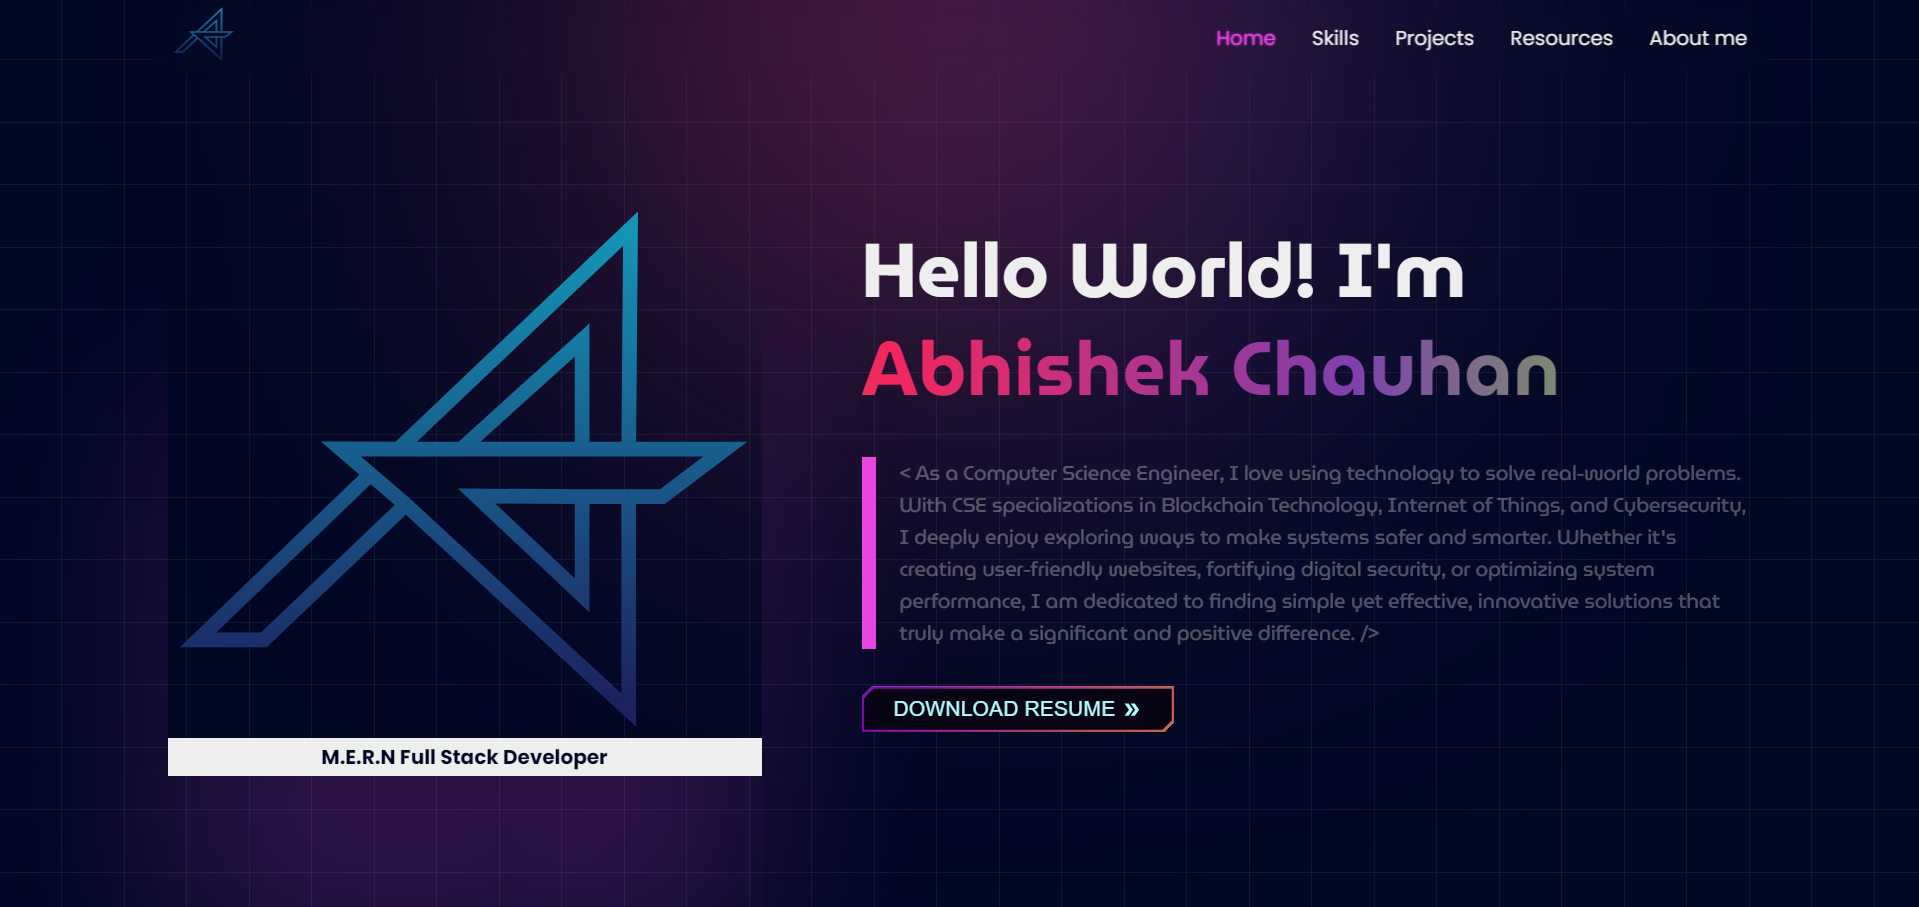 Home Skills Projects Resources About me
Hello World! I'm
Abhishek Chauhan
< As a Computer Science Engineer, I love using technology to solve real-world problems.
With CSE specializations in Blockchain Technology, Internet of Things, and Cybersecurity,
I deeply enjoy exploring ways to make systems safer and smarter. Whether it's
creating user-friendly websites, fortifying digital security, or optimizing system
performance, I am dedicated to finding simple yet effective, innovative solutions that
truly make a significant and positive difference. />
DOWNLOAD RESUME »
M.E.R.N Full Stack Developer